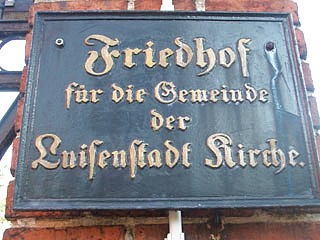 Friedhof
für die Gemeinde
der
Luisenstadt Kirche.